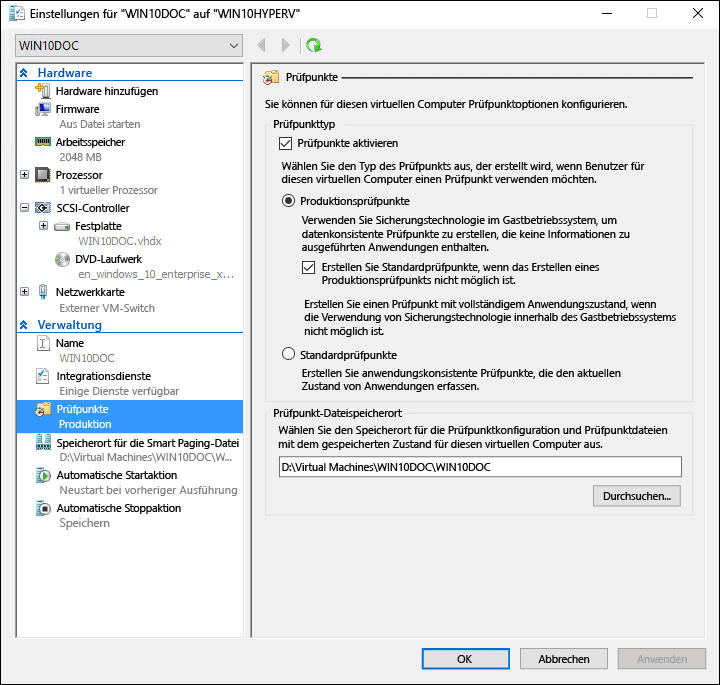 Einstellungen für "WIN10DOC" auf "WIN10HYPERV"
WIN10DOC
Hardware
Hardware hinzufügen
Firmware
Aus Datei starten
Arbeitsspeicher
2048 MB
Prozessor
1 virtueller Prozessor
SCSI-Controller
Festplatte
WIN10DOC.vhdx
DVD-Laufwerk
en_windows_10_enterprise_x...
Netzwerkkarte
Externer VM-Switch
Verwaltung
Name
WIN10DOC
Integrationsdienste
Einige Dienste verfügbar
Prüfpunkte
Produktion
Speicherort für die Smart Paging-Datei
D:\Virtual Machines\WIN10DOC\W...
Automatische Startaktion
Neustart bei vorheriger Ausführung
Automatische Stoppaktion
Speichern
Prüfpunkte
Sie können für diesen virtuellen Computer Prüfpunktoptionen konfigurieren.
Prüfpunkttyp
Prüfpunkte aktivieren
Wählen Sie den Typ des Prüfpunkts aus, der erstellt wird, wenn Benutzer für
diesen virtuellen Computer einen Prüfpunkt verwenden möchten.
Produktionsprüfpunkte
Verwenden Sie Sicherungstechnologie im Gastbetriebssystem, um
datenkonsistente Prüfpunkte zu erstellen, die keine Informationen zu
ausgeführten Anwendungen enthalten.
Erstellen Sie Standardprüfpunkte, wenn das Erstellen eines
Produktionsprüfpunkts nicht möglich ist.
Erstellen Sie einen Prüfpunkt mit vollständigem Anwendungszustand, wenn
die Verwendung von Sicherungstechnologie innerhalb des Gastbetriebssystems
nicht möglich ist.
Standardprüfpunkte
Erstellen Sie anwendungskonsistente Prüfpunkte, die den aktuellen
Zustand von Anwendungen erfassen.
Prüfpunkt-Dateispeicherort
Wählen Sie den Speicherort für die Prüfpunktkonfiguration und Prüfpunktdateien
mit dem gespeicherten Zustand für diesen virtuellen Computer aus.
D:\Virtual Machines\WIN10DOC\WIN10DOC
Durchsuchen...
OK
Abbrechen
Anwenden